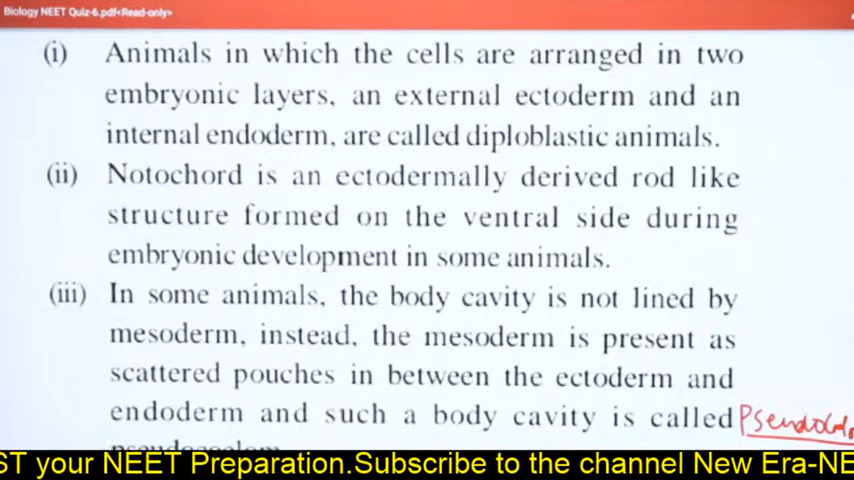 Biology NEET Quiz-6.pdf<Read-only>
(i) Animals in which the cells are arranged in two
embryonic layers, an external ectoderm and an
internal endoderm, are called diploblastic animals.
(ii) Notochord is an ectodermally derived rod like
structure formed on the ventral side during
embryonic development in some animals.
(iii) In some animals, the body cavity is not lined by
mesoderm, instead, the mesoderm is present as
scattered pouches in between the ectoderm and
endoderm and such a body cavity is called
ST your NEET Preparation.Subscribe to the channel New Era-NE